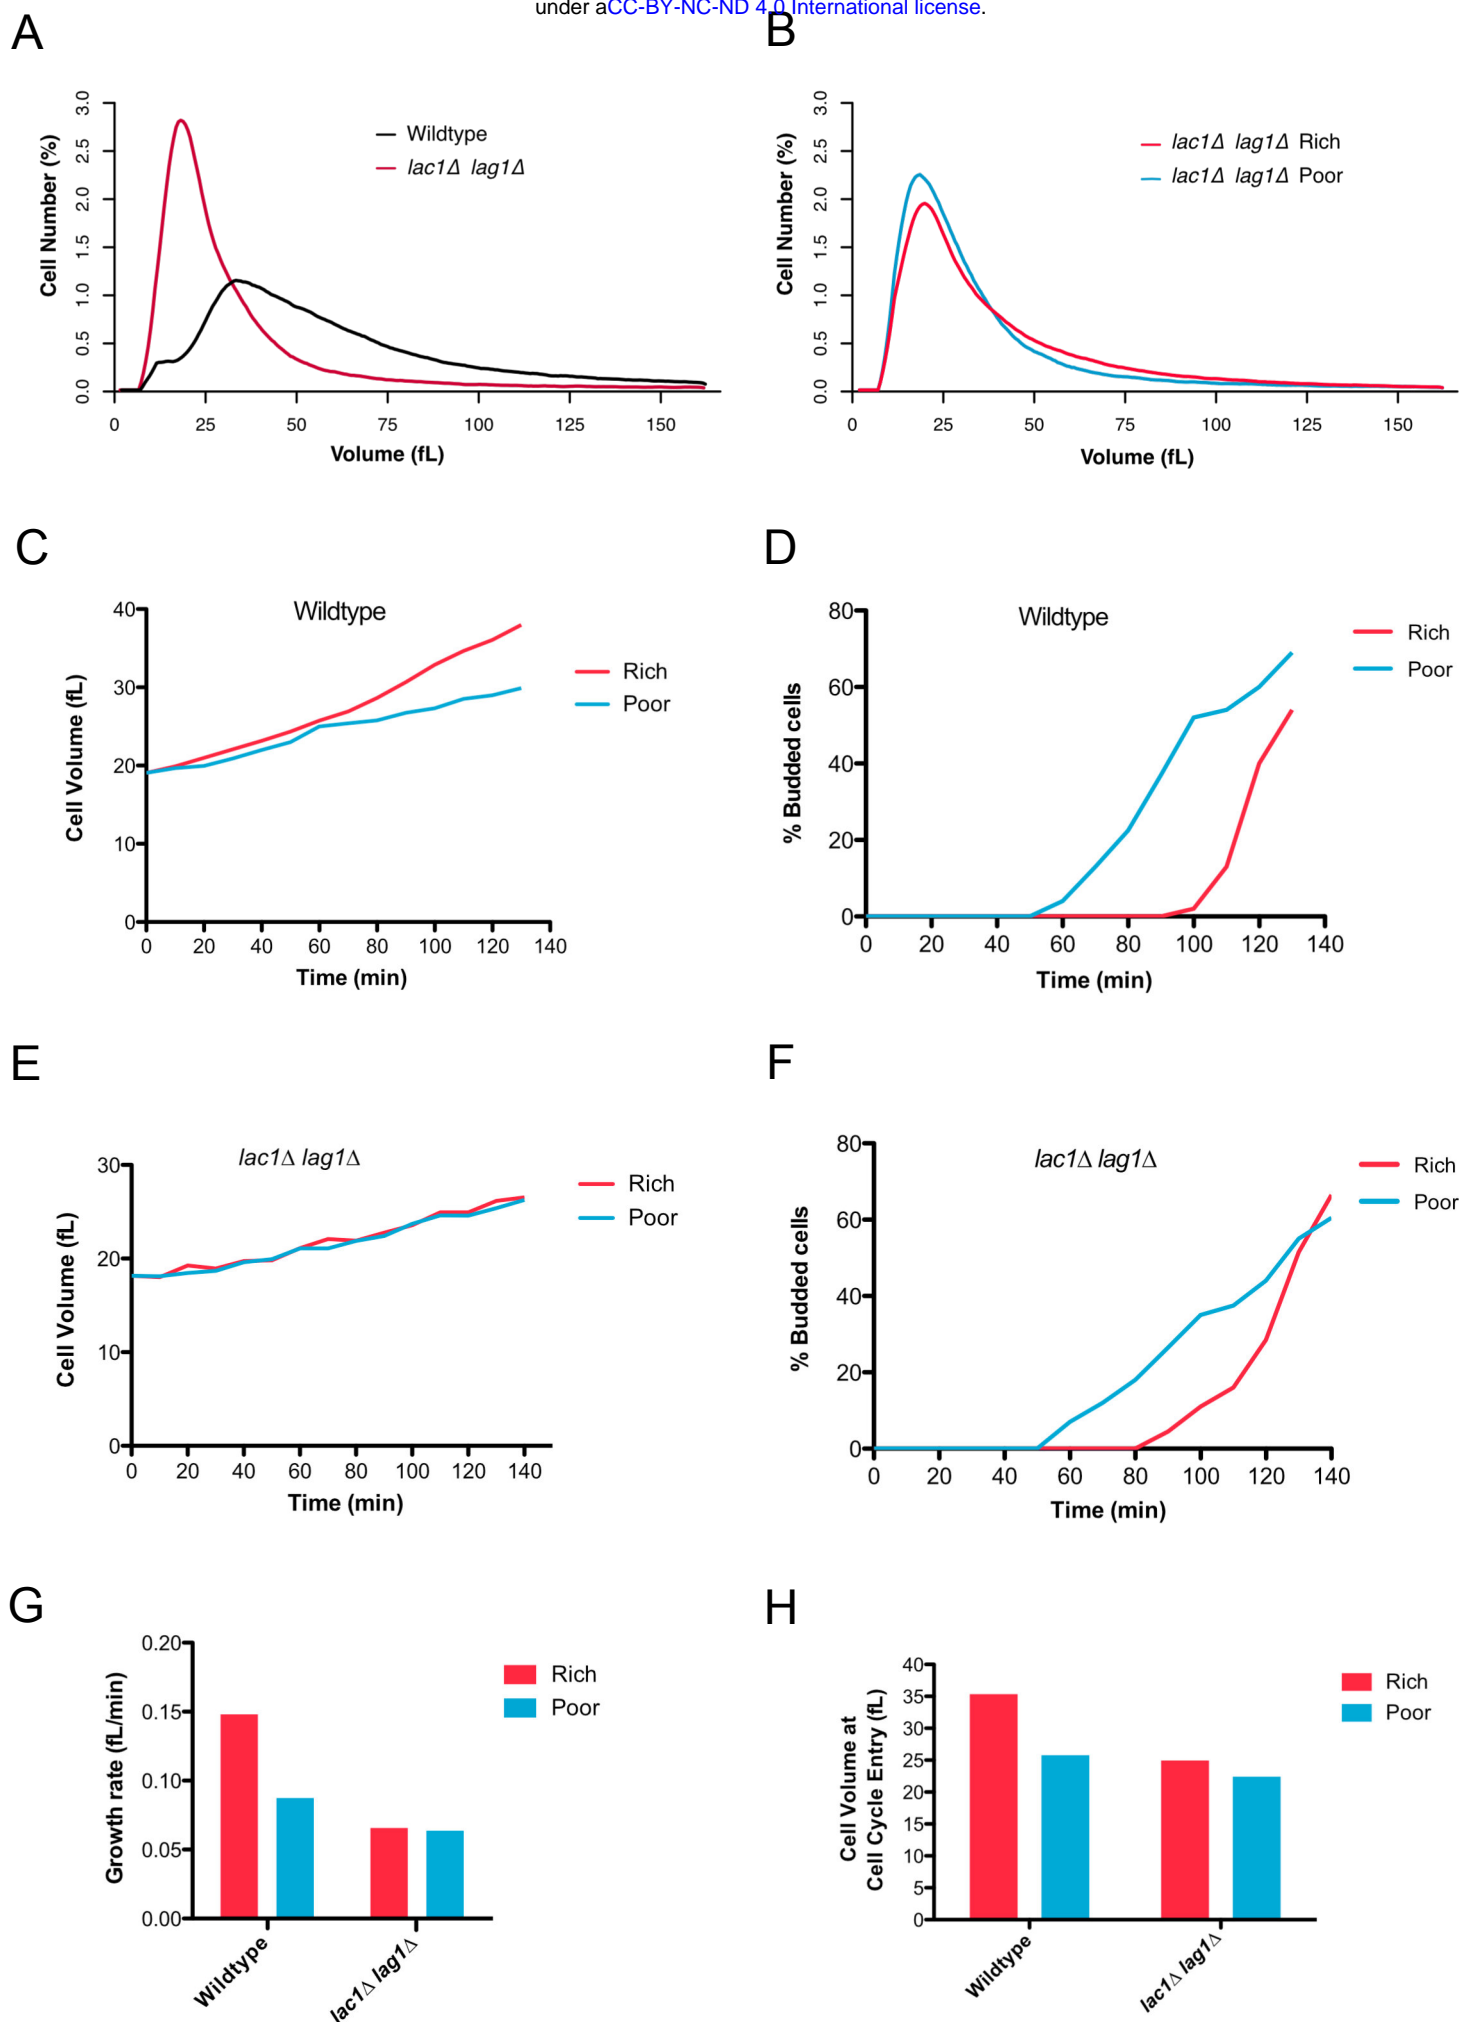 under aCC-BY-NC-ND 4.0 International license.
A
B
3.0
2.5
2.0
1.5
1.0
0.5
0.0
Cell Number (%)
Wildtype
lac1Δ lag1Δ
0 25 50 75 100 125 150
Volume (fL)
3.0
2.5
2.0
1.5
1.0
0.5
0.0
Cell Number (%)
lac1Δ lag1Δ Rich
lac1Δ lag1Δ Poor
0 25 50 75 100 125 150
Volume (fL)
C
D
Wildtype
40
30
20
10
0
Cell Volume (fL)
Rich
Poor
0 20 40 60 80 100 120 140
Time (min)
Wildtype
80
60
40
20
0
% Budded cells
Rich
Poor
0 20 40 60 80 100 120 140
Time (min)
E
F
lac1Δ lag1Δ
30
20
10
0
Cell Volume (fL)
Rich
Poor
0 20 40 60 80 100 120 140
Time (min)
lac1Δ lag1Δ
80
60
40
20
0
% Budded cells
Rich
Poor
0 20 40 60 80 100 120 140
Time (min)
G
H
0.20
0.15
0.10
0.05
0.00
Growth rate (fL/min)
Rich
Poor
Wildtype
lac1Δ lag1Δ
40
35
30
25
20
15
10
5
0
Cell Volume at
Cell Cycle Entry (fL)
Rich
Poor
Wildtype
lac1Δ lag1Δ